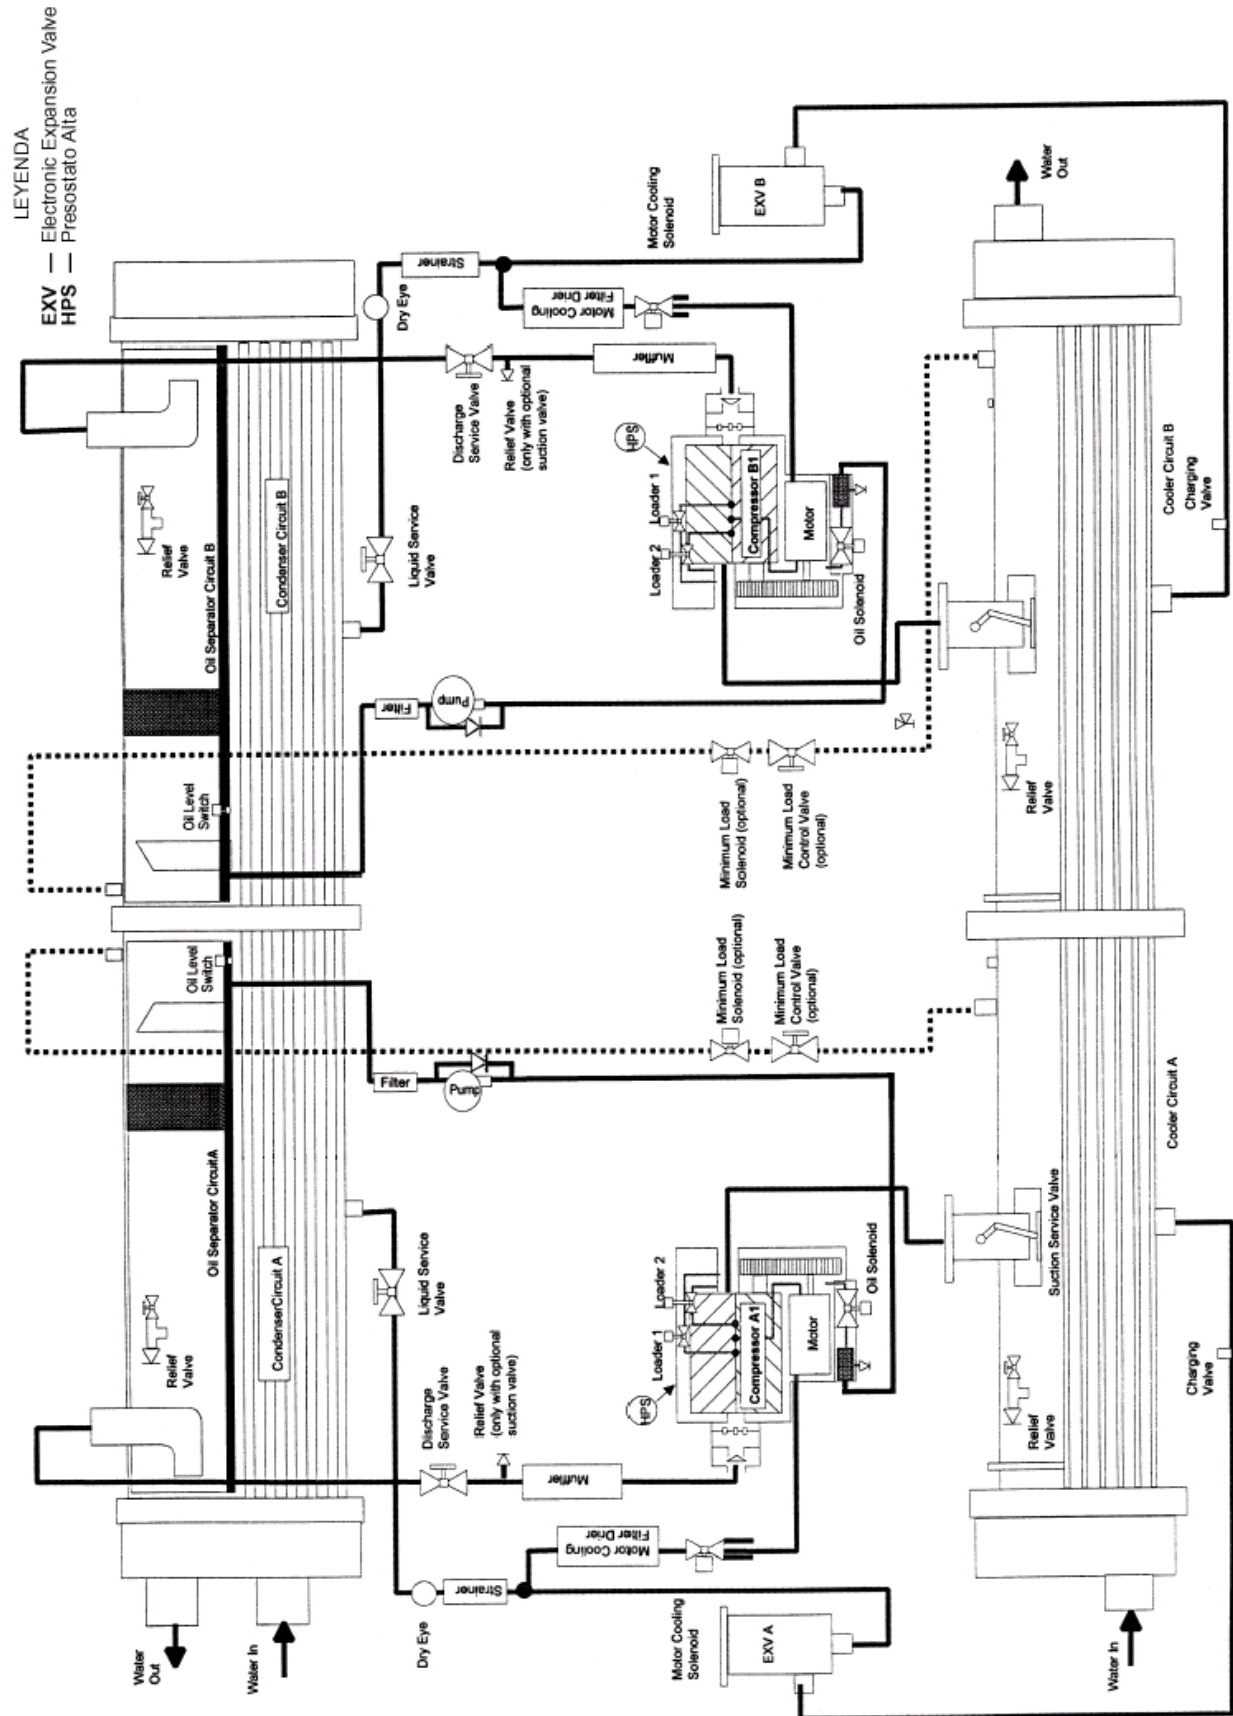 LEYENDA
EXV — Electronic Expansion Valve
HPS — Presostato Alta
Water
Out
Water In
Relief
Valve
Oil Separator CircuitA
CondenserCircuit A
Oil Level
Switch
Oil Level
Switch
Relief
Valve
Oil Separator Circuit B
Condenser Circuit B
Dry Eye
Strainer
Liquid Service
Valve
Discharge
Service Valve
Relief Valve
(only with optional
suction valve)
Muffler
Filter
Pump
Filter
Pump
Liquid Service
Valve
Discharge
Service Valve
Relief Valve
(only with optional
suction valve)
Muffler
Dry Eye
Strainer
Motor Cooling
Filter Drier
Motor Cooling
Solenoid
EXV A
HPS
Loader 1
Loader 2
Compressor A1
Motor
Oil Solenoid
Minimum Load
Solenoid (optional)
Minimum Load
Control Valve
(optional)
Minimum Load
Solenoid (optional)
Minimum Load
Control Valve
(optional)
Loader 2
Loader 1
HPS
Compressor B1
Motor
Oil Solenoid
Motor Cooling
Filter Drier
Motor Cooling
Solenoid
EXV B
Water In
Relief
Valve
Suction Service Valve
Charging
Valve
Cooler Circuit A
Relief
Valve
Cooler Circuit B
Charging
Valve
Water
Out